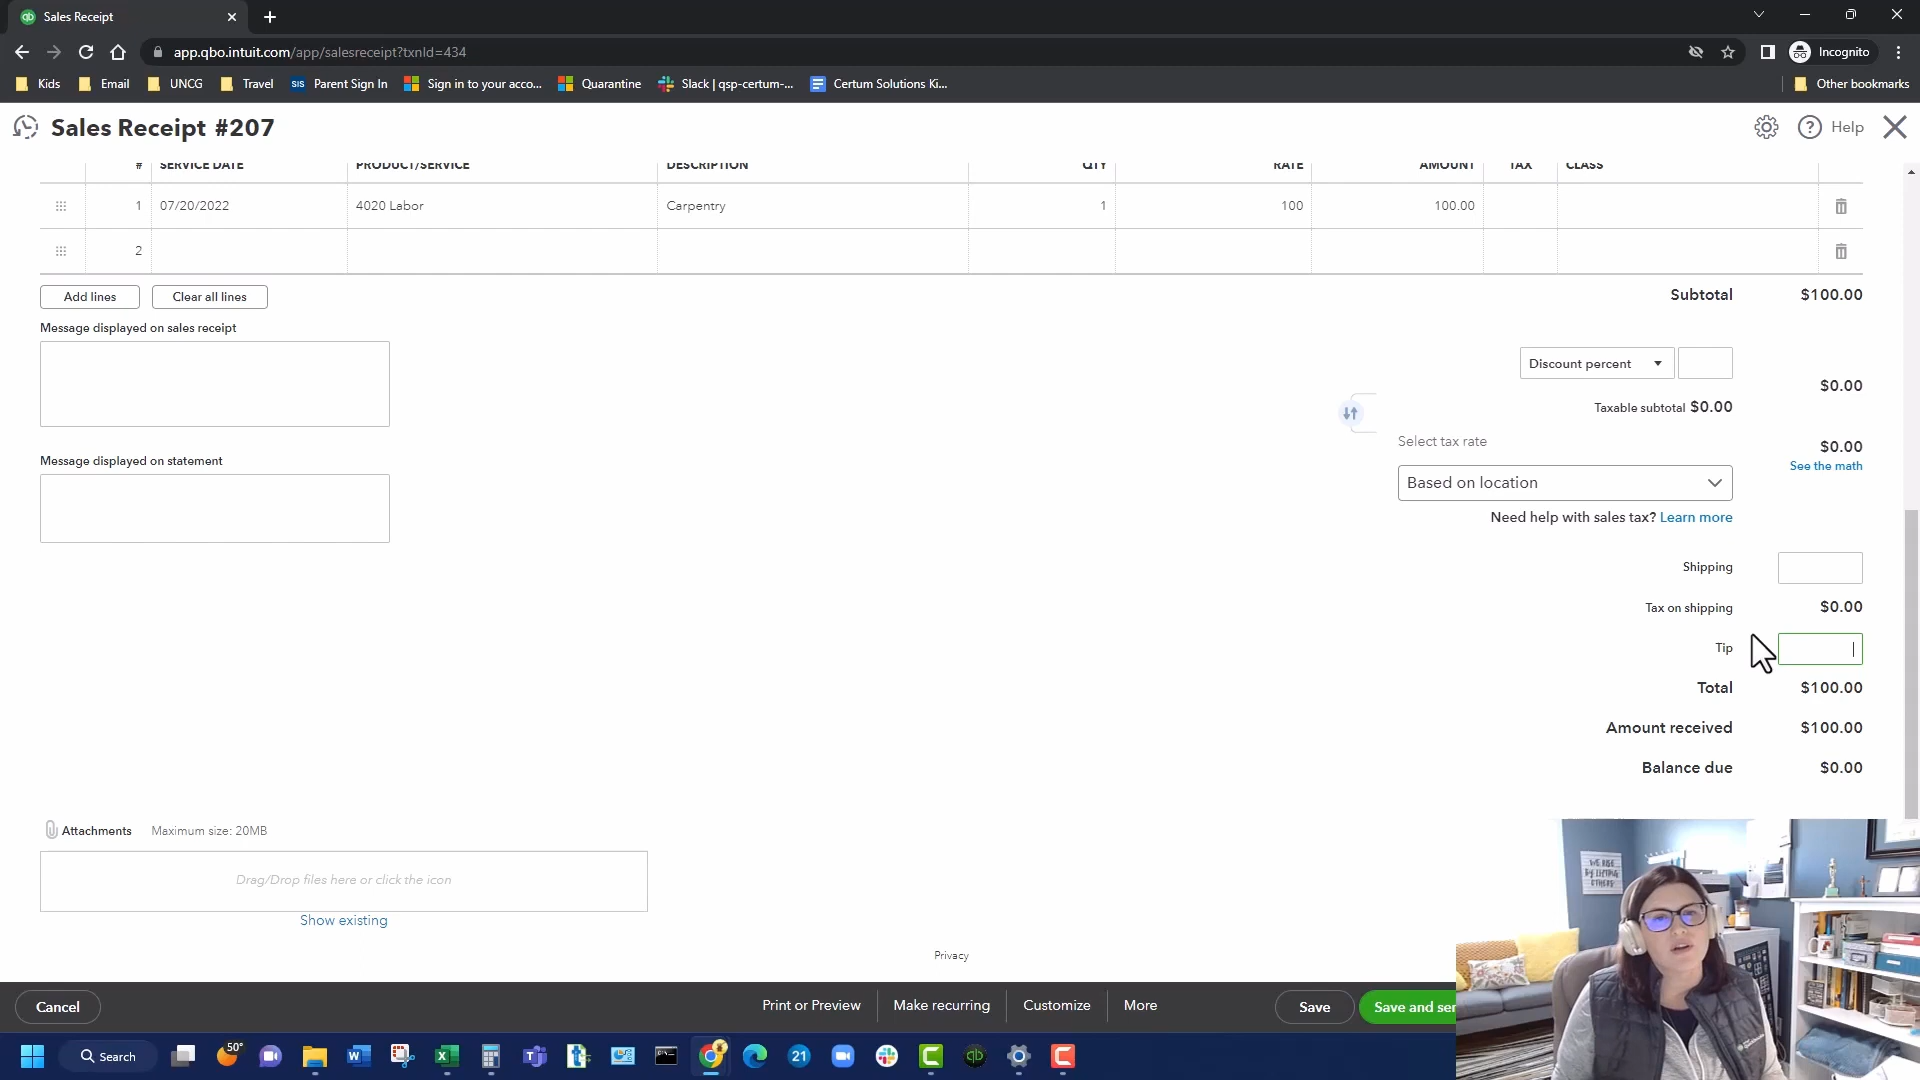 Sales Receipt
app.qbo.intuit.com/app/salesreceipt?txnId=434
Incognito
Kids Email UNCG Travel SIS Parent Sign In Sign in to your acco... Quarantine Slack | qsp-certum-... Certum Solutions Ki... Other bookmarks
Sales Receipt #207 Help
# SERVICE DATE PRODUCT/SERVICE DESCRIPTION QTY RATE AMOUNT TAX CLASS
1 07/20/2022 4020 Labor Carpentry 1 100 100.00
2
Add lines Clear all lines Subtotal $100.00
Message displayed on sales receipt
Discount percent
$0.00
Taxable subtotal $0.00
Select tax rate $0.00
Message displayed on statement See the math
Based on location
Need help with sales tax? Learn more
Shipping
Tax on shipping $0.00
Tip
Total $100.00
Amount received $100.00
Balance due $0.00
Attachments Maximum size: 20MB
Drag/Drop files here or click the icon
Show existing
WE RISE BY LIFTING OTHERS
Privacy
Cancel Print or Preview Make recurring Customize More Save Save and sen
50° Search 21